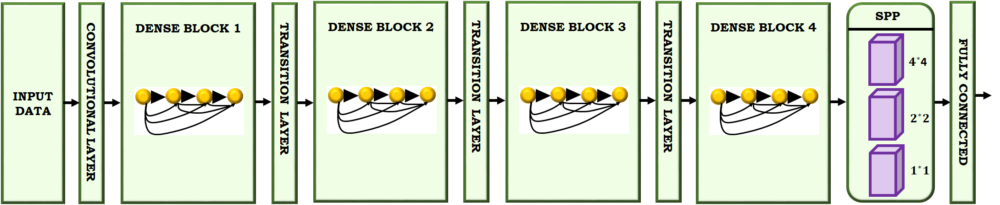 INPUT
DATA
CONVOLUTIONAL LAYER
DENSE BLOCK 1
TRANSITION LAYER
DENSE BLOCK 2
TRANSITION LAYER
DENSE BLOCK 3
TRANSITION LAYER
DENSE BLOCK 4
SPP
4*4
2*2
1*1
FULLY CONNECTED